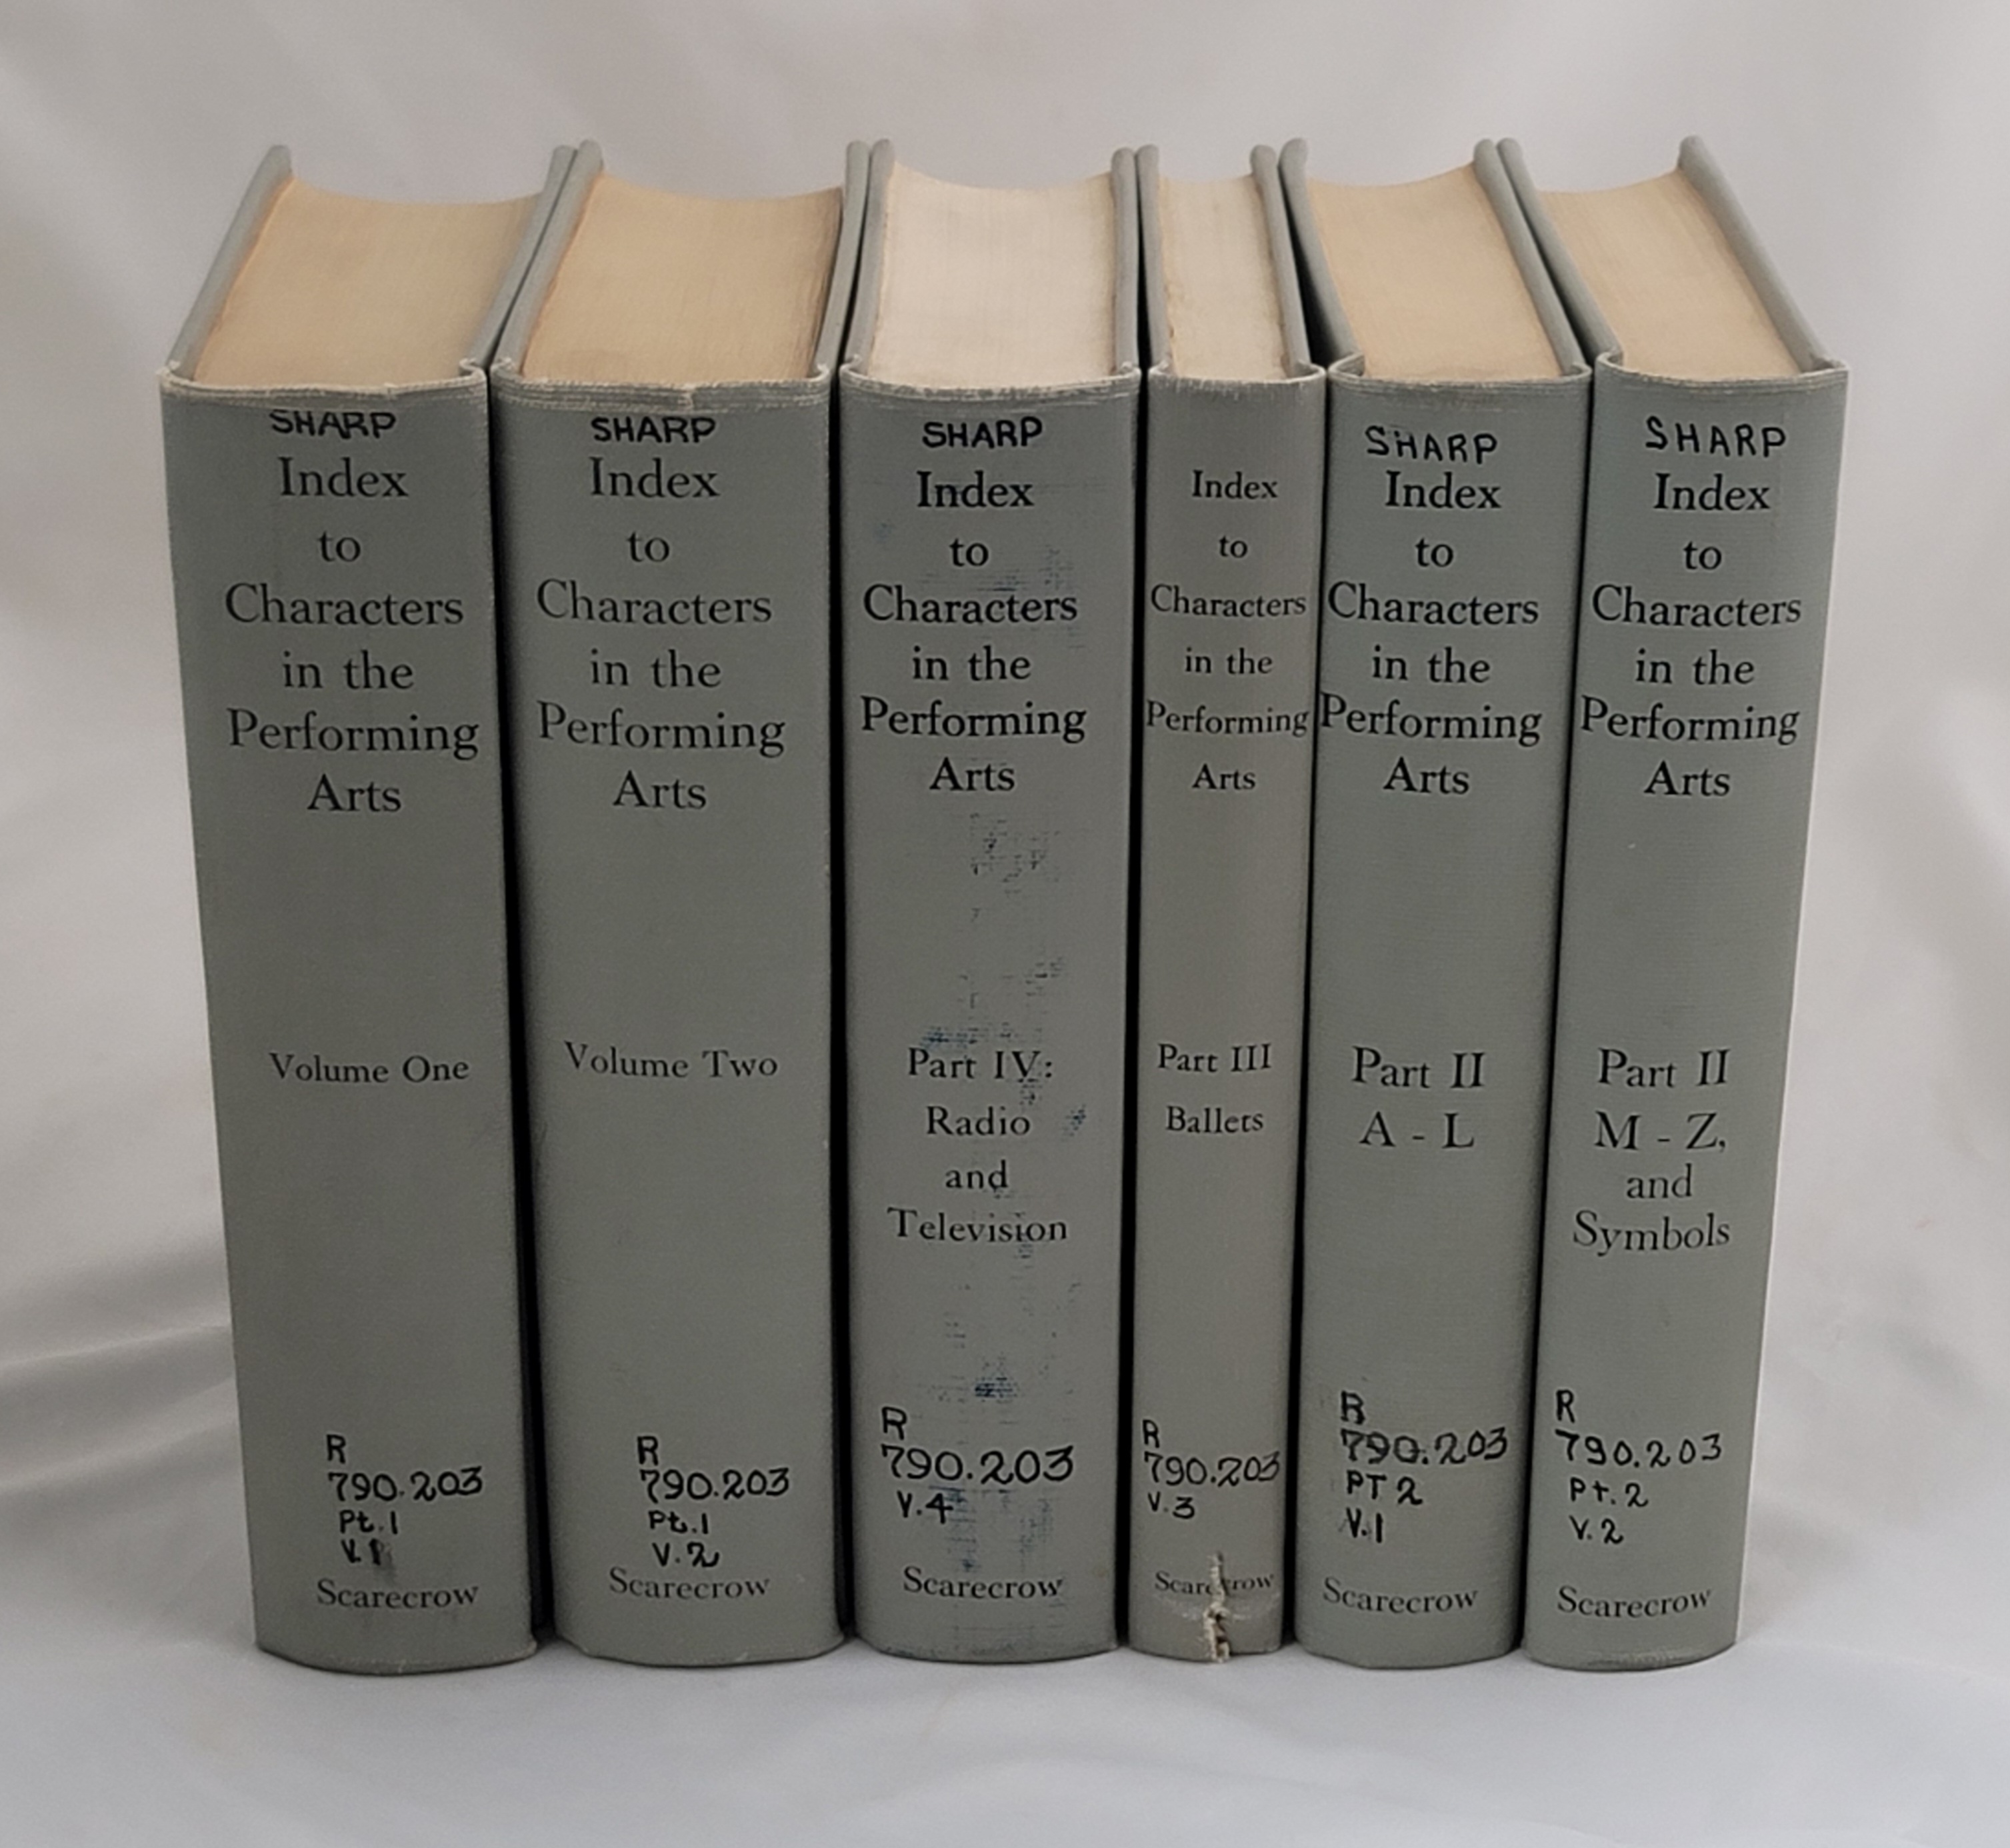 SHARP
Index
to
Characters
in the
Performing
Arts
Volume One
R
790.203
Pt.1
V.1
Scarecrow
SHARP
Index
to
Characters
in the
Performing
Arts
Volume Two
R
790.203
Pt.1
V.2
Scarecrow
SHARP
Index
to
Characters
in the
Performing
Arts
Part IV:
Radio
and
Television
R
790.203
V.4
Scarecrow
Index
to
Characters
in the
Performing
Arts
Part III
Ballets
R
790.203
V.3
Scarecrow
SHARP
Index
to
Characters
in the
Performing
Arts
Part II
A - L
R
790.203
PT 2
V.1
Scarecrow
SHARP
Index
to
Characters
in the
Performing
Arts
Part II
M - Z,
and
Symbols
R
790.203
Pt. 2
V. 2
Scarecrow